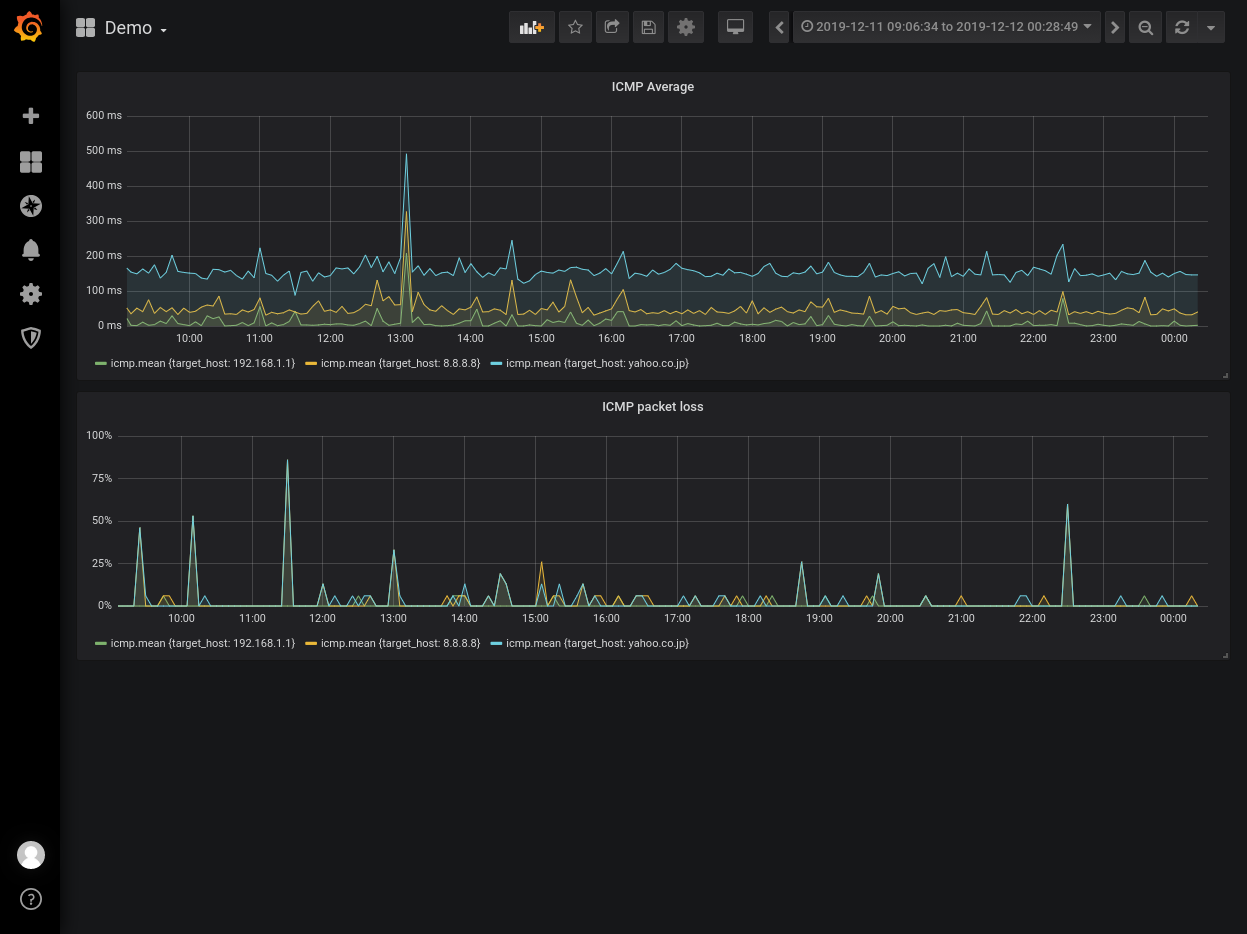 Demo
2019-12-11 09:06:34 to 2019-12-12 00:28:49
ICMP Average
600 ms
500 ms
400 ms
300 ms
200 ms
100 ms
0 ms
10:00 11:00 12:00 13:00 14:00 15:00 16:00 17:00 18:00 19:00 20:00 21:00 22:00 23:00 00:00
icmp.mean {target_host: 192.168.1.1} icmp.mean {target_host: 8.8.8.8} icmp.mean {target_host: yahoo.co.jp}
ICMP packet loss
100%
75%
50%
25%
0%
10:00 11:00 12:00 13:00 14:00 15:00 16:00 17:00 18:00 19:00 20:00 21:00 22:00 23:00 00:00
icmp.mean {target_host: 192.168.1.1} icmp.mean {target_host: 8.8.8.8} icmp.mean {target_host: yahoo.co.jp}
?